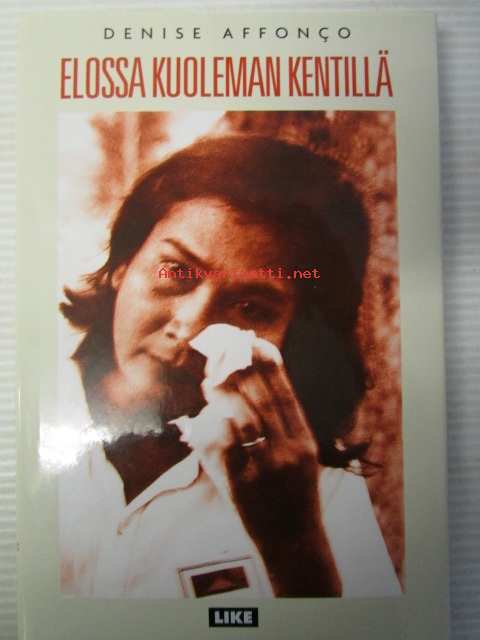 DENISE AFFONÇO
ELOSSA KUOLEMAN KENTILLÄ
Antikvariaatti.net
LIKE